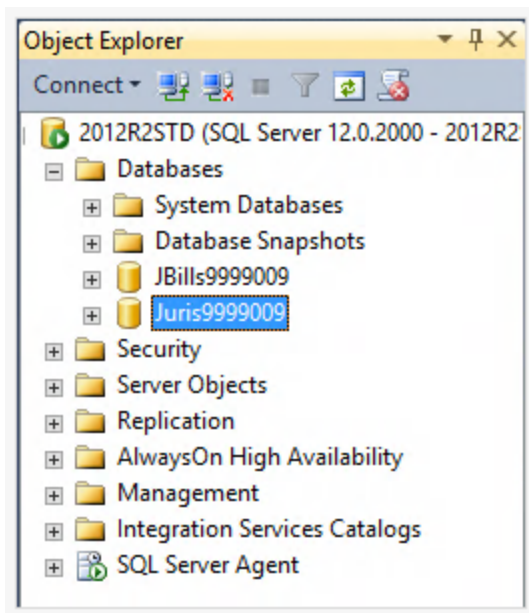 Object Explorer
Connect
2012R2STD (SQL Server 12.0.2000 - 2012R2
Databases
System Databases
Database Snapshots
JBills9999009
Juris9999009
Security
Server Objects
Replication
AlwaysOn High Availability
Management
Integration Services Catalogs
SQL Server Agent